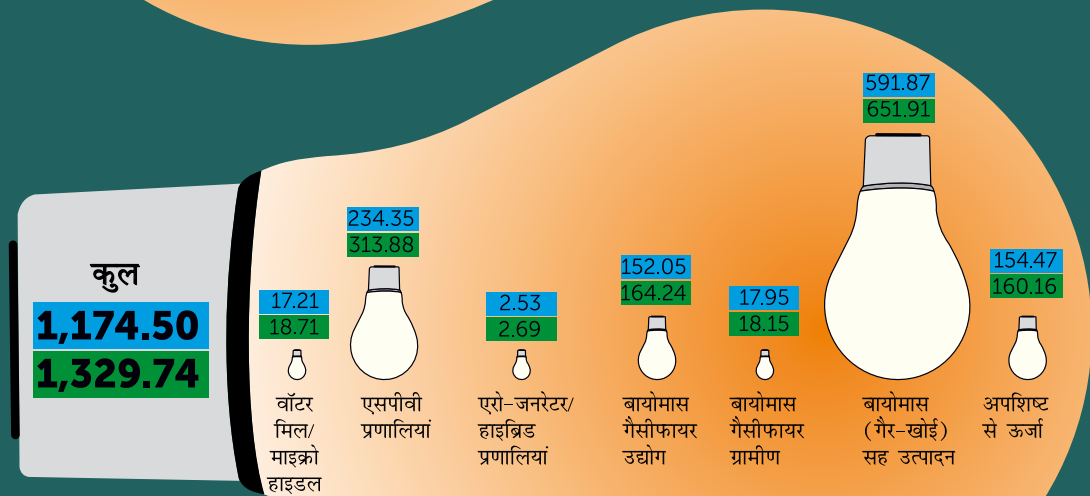 कुल
1,174.50
1,329.74
17.21
18.71
वॉटर
मिल/
माइक्रो
हाइडल
234.35
313.88
एसपीवी
प्रणालियां
2.53
2.69
एरो-जनरेटर/
हाइब्रिड
प्रणालियां
152.05
164.24
बायोमास
गैसीफायर
उद्योग
17.95
18.15
बायोमास
गैसीफायर
ग्रामीण
591.87
651.91
बायोमास
(गैर-खोई)
सह उत्पादन
154.47
160.16
अपशिष्ट
से ऊर्जा